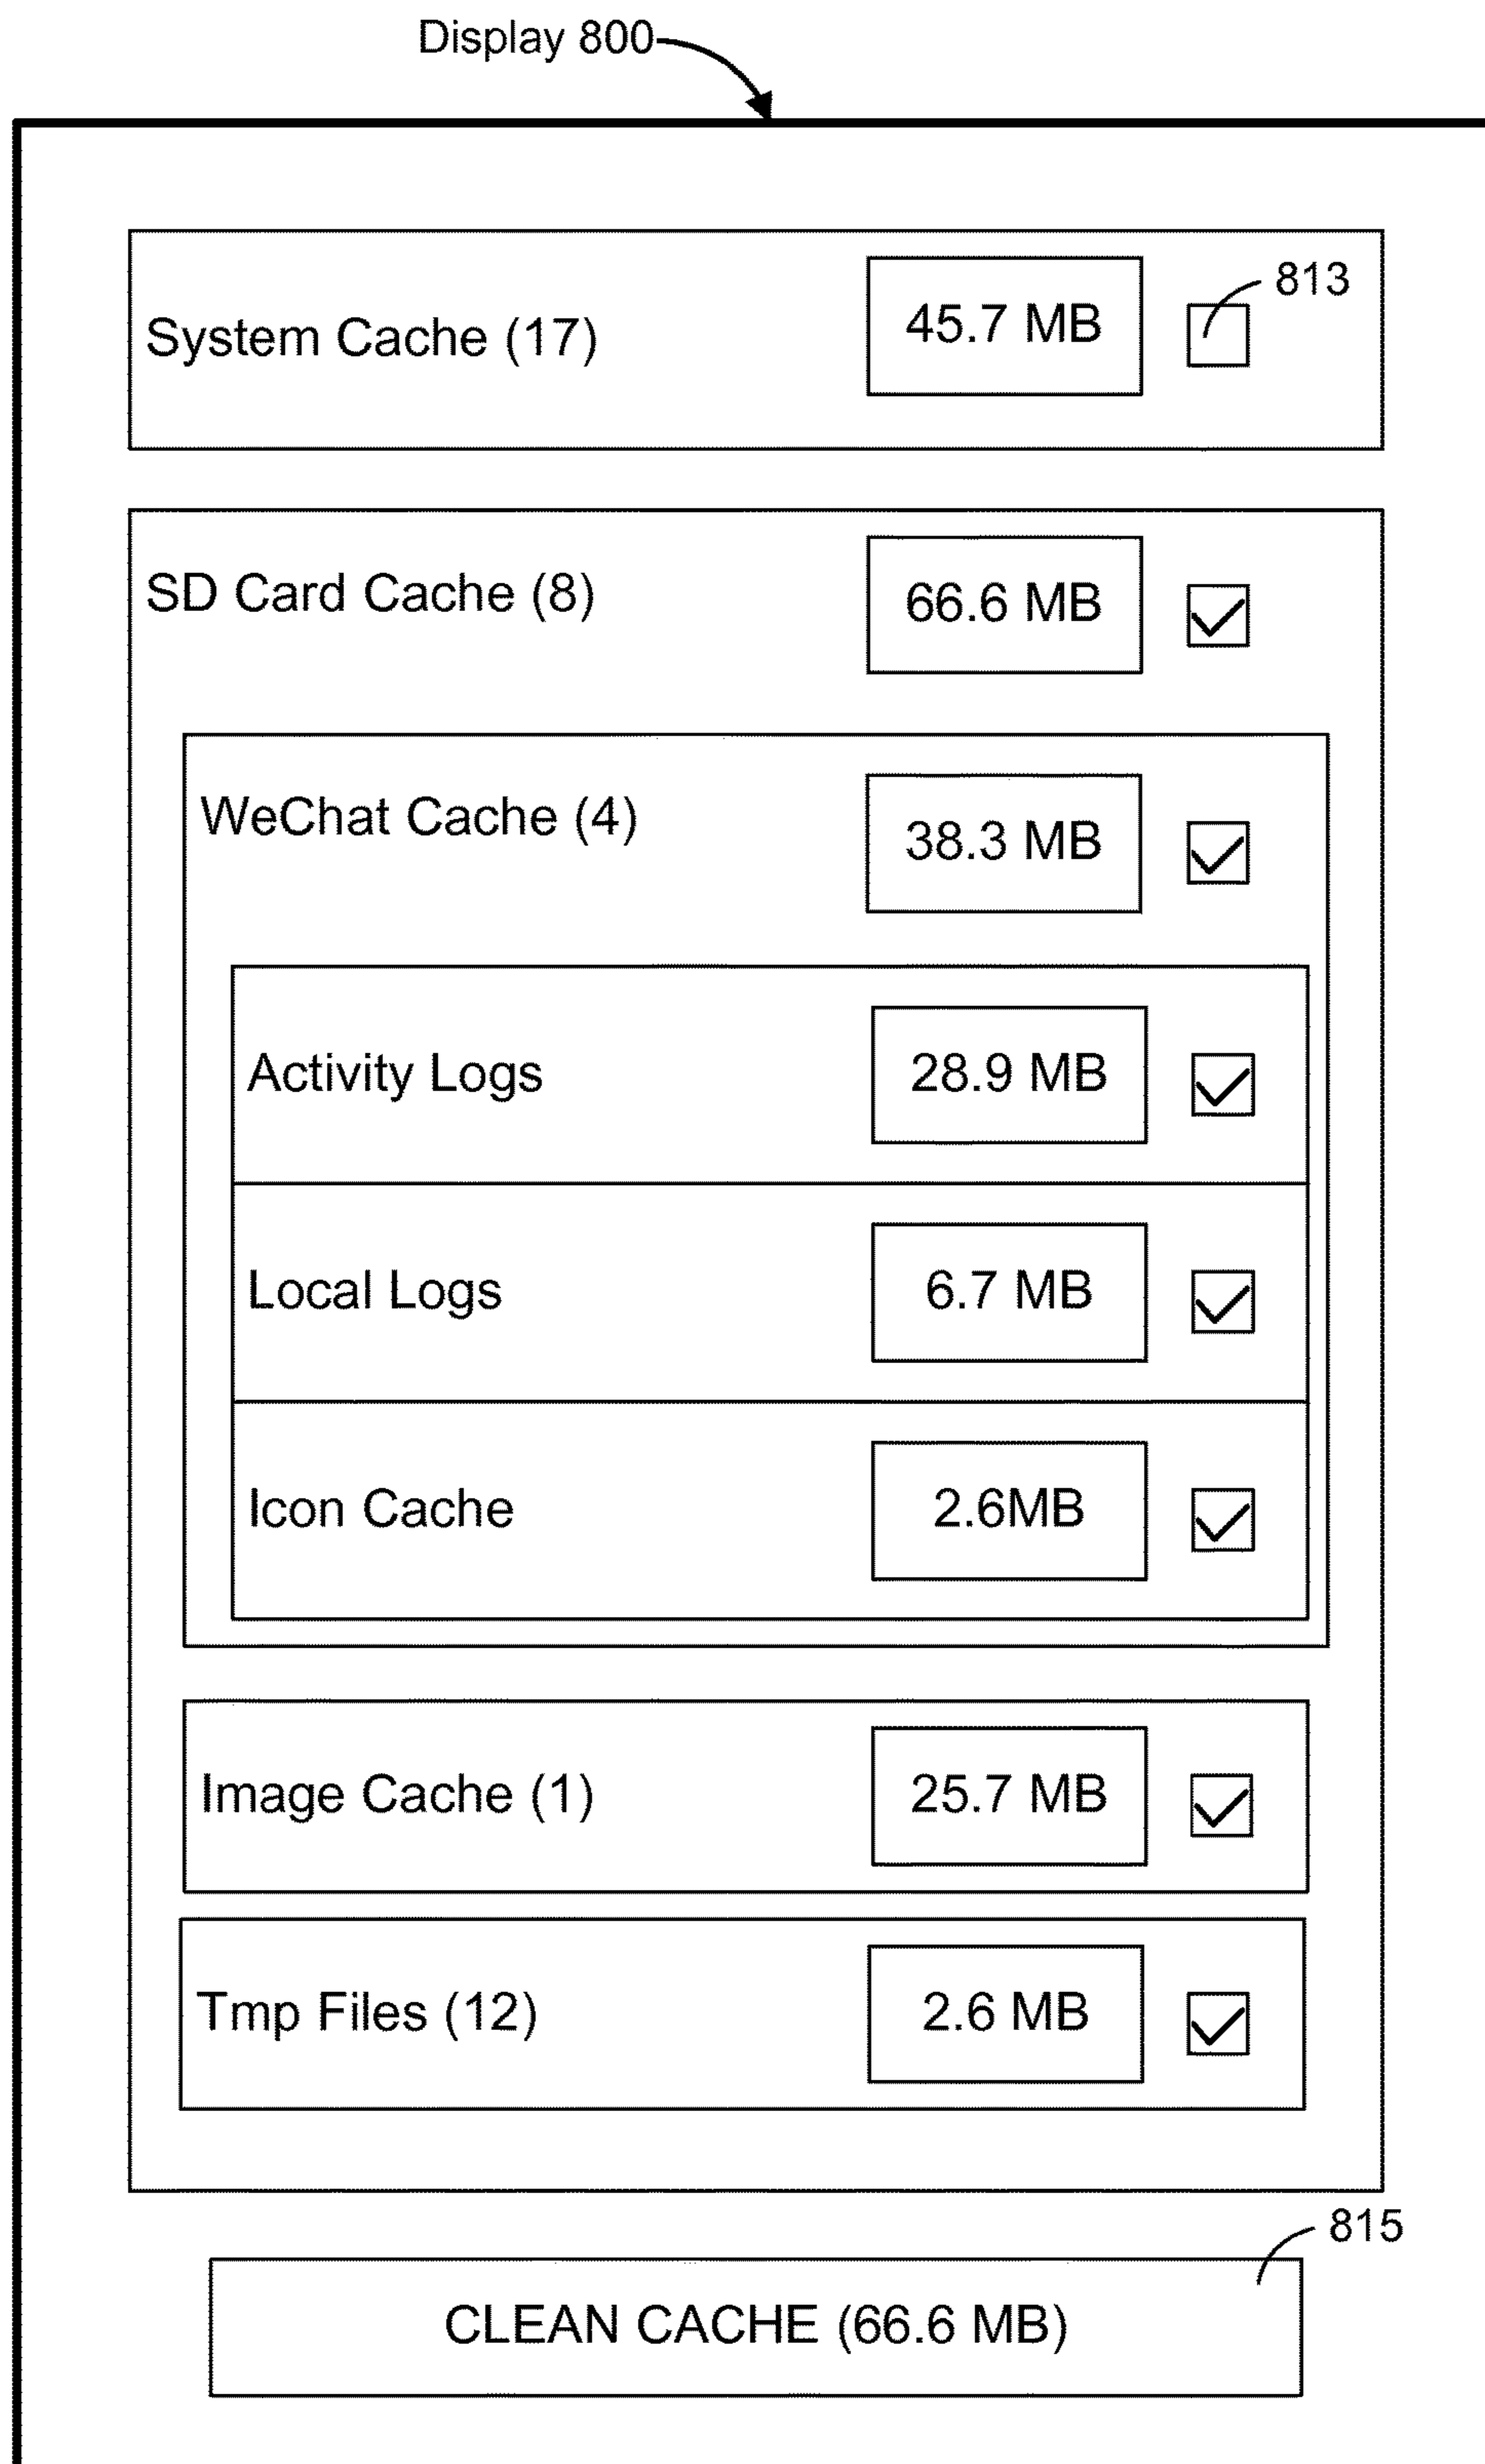 Display 800
System Cache (17) 45.7 MB 813
SD Card Cache (8) 66.6 MB
WeChat Cache (4) 38.3 MB
Activity Logs 28.9 MB
Local Logs 6.7 MB
Icon Cache 2.6MB
Image Cache (1) 25.7 MB
Tmp Files (12) 2.6 MB
815
CLEAN CACHE (66.6 MB)